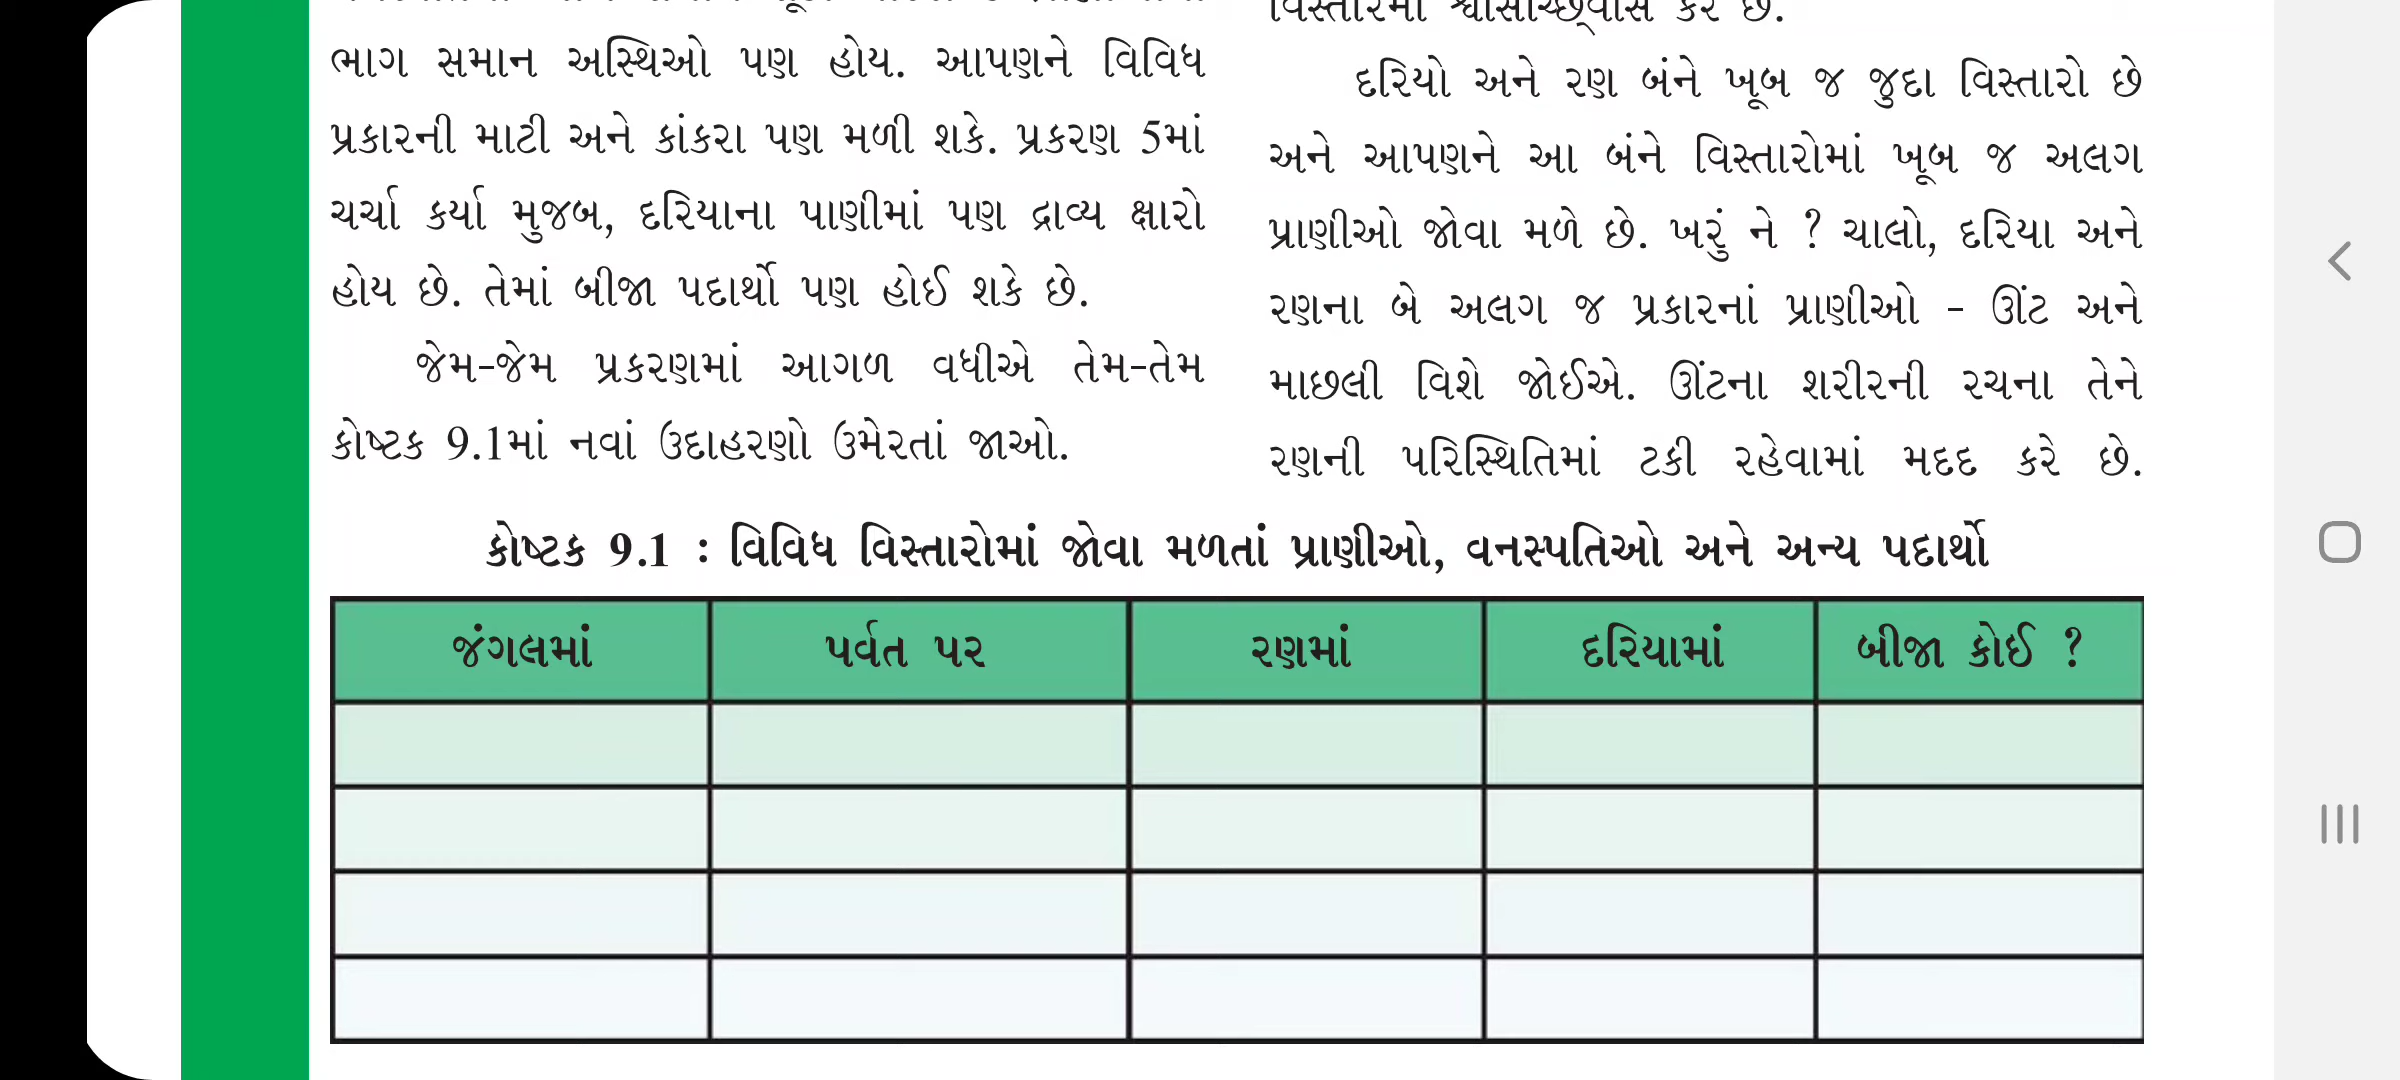 ભાગ સમાન અસ્થિઓ પણ હોય. આપણને વિવિધ
પ્રકારની માટી અને કાંકરા પણ મળી શકે. પ્રકરણ 5માં
ચર્ચા કર્યા મુજબ, દરિયાના પાણીમાં પણ દ્રાવ્ય ક્ષારો
હોય છે. તેમાં બીજા પદાર્થો પણ હોઈ શકે છે.
જેમ-જેમ પ્રકરણમાં આગળ વધીએ તેમ-તેમ
કોષ્ટક 9.1માં નવાં ઉદાહરણો ઉમેરતાં જાઓ.
વિસ્તારમાં શ્વાસોચ્છ્વાસ કરે છે.
દરિયો અને રણ બંને ખૂબ જ જુદા વિસ્તારો છે
અને આપણને આ બંને વિસ્તારોમાં ખૂબ જ અલગ
પ્રાણીઓ જોવા મળે છે. ખરું ને ? ચાલો, દરિયા અને
રણના બે અલગ જ પ્રકારનાં પ્રાણીઓ - ઊંટ અને
માછલી વિશે જોઈએ. ઊંટના શરીરની રચના તેને
રણની પરિસ્થિતિમાં ટકી રહેવામાં મદદ કરે છે.
કોષ્ટક 9.1 : વિવિધ વિસ્તારોમાં જોવા મળતાં પ્રાણીઓ, વનસ્પતિઓ અને અન્ય પદાર્થો
જંગલમાં પર્વત પર રણમાં દરિયામાં બીજા કોઈ ?